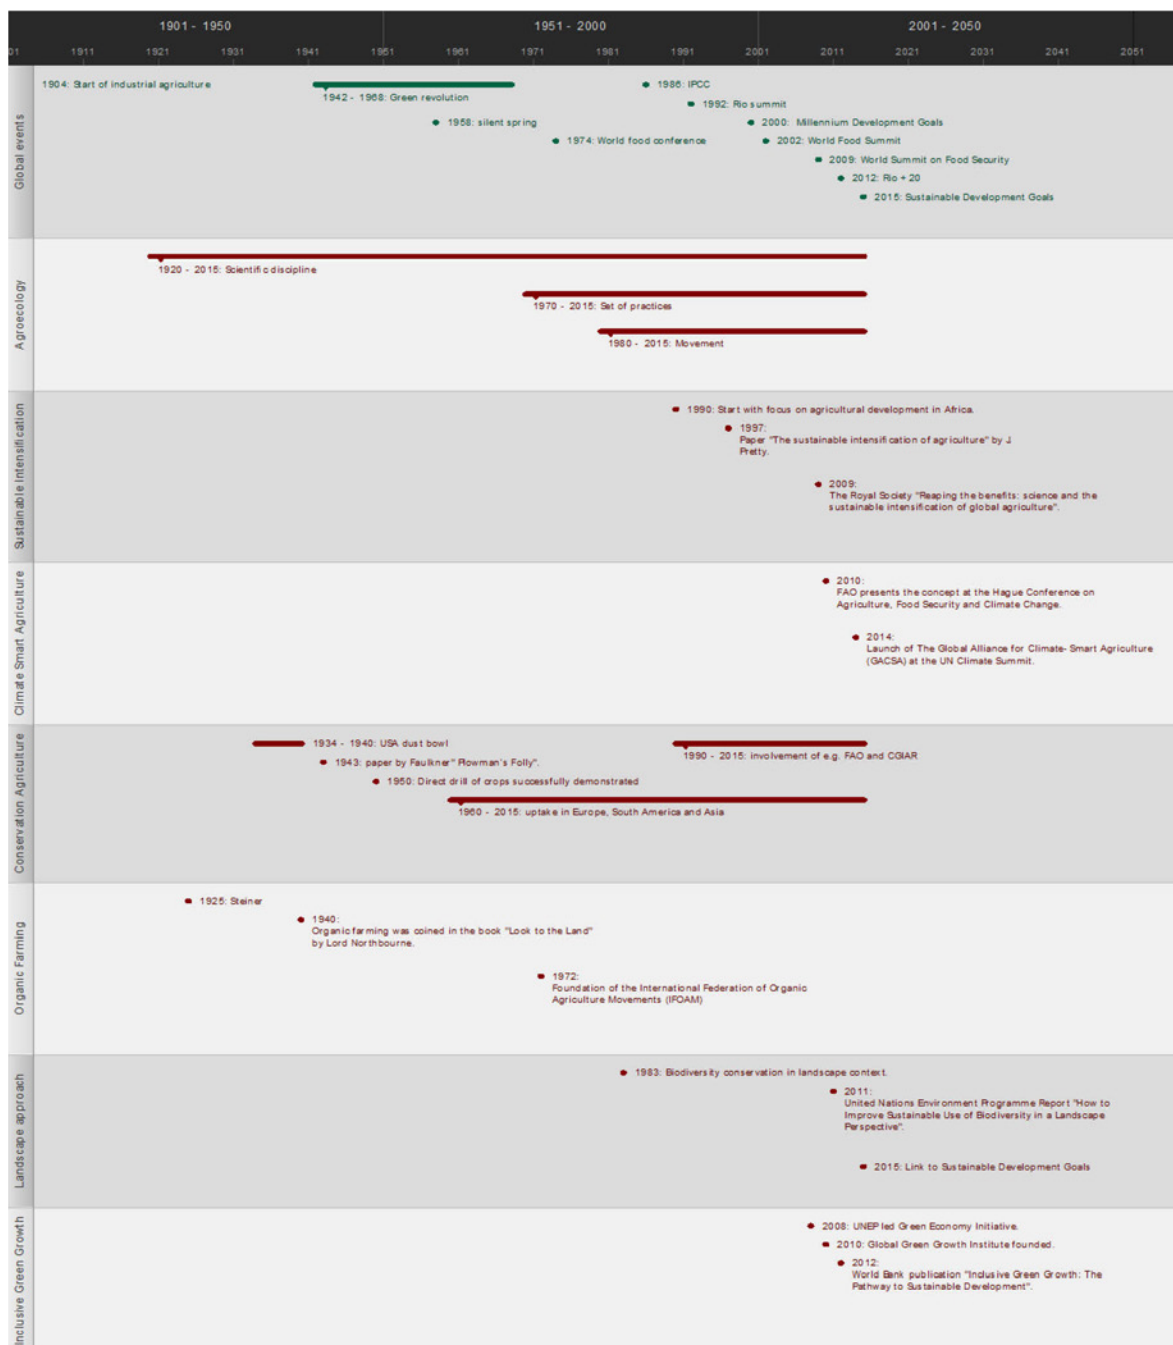 1901 - 1950 1951 - 2000 2001 - 2050
01 1911 1921 1931 1941 1951 1961 1971 1981 1991 2001 2011 2021 2031 2041 2051
Global events
1904: Start of industrial agriculture
1942 - 1968: Green revolution
1958: silent spring
1974: World food conference
1986: IPCC
1992: Rio summit
2000: Millennium Development Goals
2002: World Food Summit
2009: World Summit on Food Security
2012: Rio + 20
2015: Sustainable Development Goals
Agroecology
1920 - 2015: Scientific discipline
1970 - 2015: Set of practices
1980 - 2015: Movement
Sustainable Intensification
1990: Start with focus on agricultural development in Africa.
1997:
Paper "The sustainable intensification of agriculture" by J.
Pretty.
2009:
The Royal Society "Reaping the benefits: science and the
sustainable intensification of global agriculture".
Climate Smart Agriculture
2010:
FAO presents the concept at the Hague Conference on
Agriculture, Food Security and Climate Change.
2014:
Launch of The Global Alliance for Climate- Smart Agriculture
(GACSA) at the UN Climate Summit.
Conservation Agriculture
1934 - 1940: USA dust bowl
1943: paper by Faulkner" Plowman's Folly".
1950: Direct drill of crops successfully demonstrated
1960 - 2015: uptake in Europe, South America and Asia
1990 - 2015: involvement of e.g. FAO and CGIAR
Organic Farming
1925: Steiner
1940:
Organic farming was coined in the book "Look to the Land"
by Lord Northbourne.
1972:
Foundation of the International Federation of Organic
Agriculture Movements (IFOAM)
Landscape approach
1983: Biodiversity conservation in landscape context.
2011:
United Nations Environment Programme Report "How to
Improve Sustainable Use of Biodiversity in a Landscape
Perspective".
2015: Link to Sustainable Development Goals
Inclusive Green Growth
2008: UNEP led Green Economy Initiative.
2010: Global Green Growth Institute founded.
2012:
World Bank publication "Inclusive Green Growth: The
Pathway to Sustainable Development".